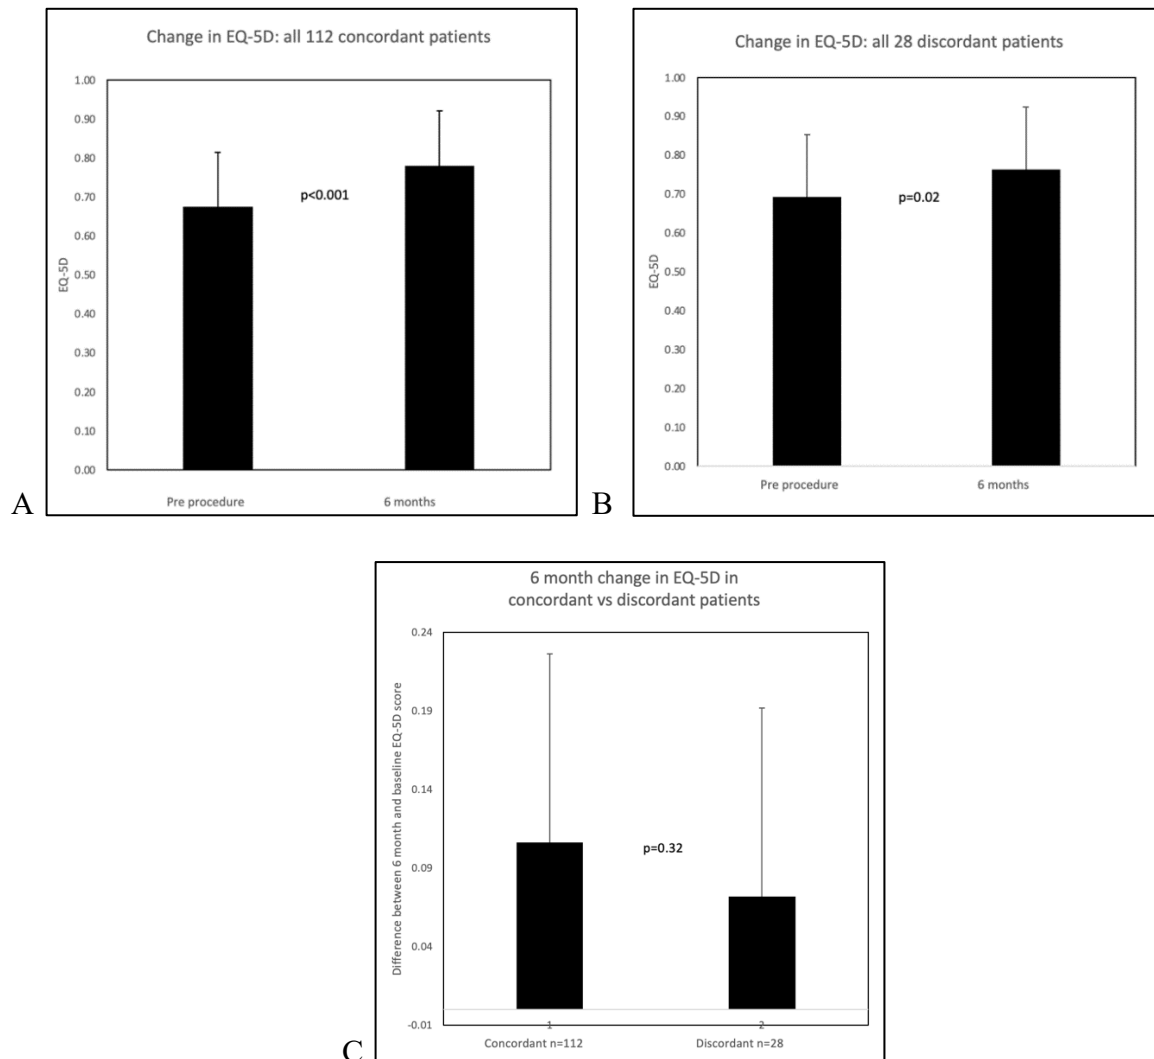 Change in EQ-5D: all 112 concordant patients
1.00
0.90
0.80
0.70
0.60
0.50
0.40
0.30
0.20
0.10
0.00
EQ-5D
p<0.001
Pre procedure 6 months
A
Change in EQ-5D: all 28 discordant patients
1.00
0.90
0.80
0.70
0.60
0.50
0.40
0.30
0.20
0.10
0.00
EQ-5D
p=0.02
Pre procedure 6 months
B
6 month change in EQ-5D in
concordant vs discordant patients
0.24
0.19
0.14
0.09
0.04
-0.01
Difference between 6 month and baseline EQ-5D score
p=0.32
1 2
Concordant n=112 Discordant n=28
C